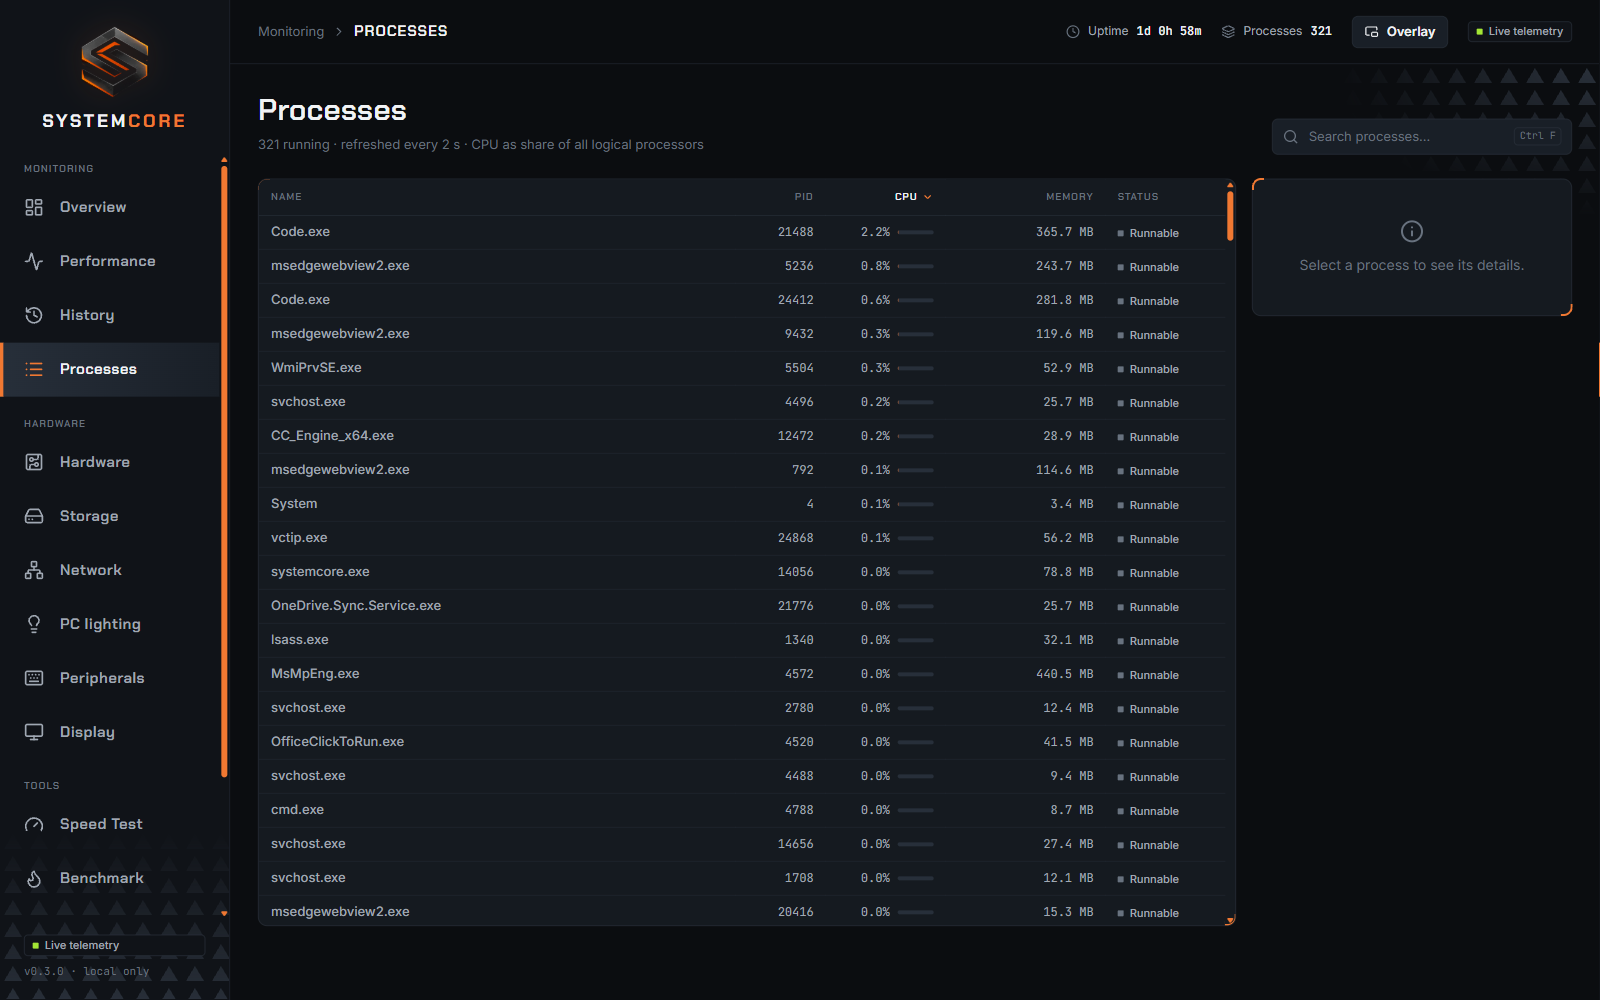 SYSTEMCORE
MONITORING
Overview
Performance
History
Processes
HARDWARE
Hardware
Storage
Network
PC lighting
Peripherals
Display
TOOLS
Speed Test
Benchmark
Live telemetry
v0.3.0 · local only
Monitoring > PROCESSES
Uptime 1d 0h 58m Processes 321 Overlay Live telemetry
Processes
321 running · refreshed every 2 s · CPU as share of all logical processors
Search processes... Ctrl F
NAME PID CPU MEMORY STATUS
Code.exe 21488 2.2% 365.7 MB Runnable
msedgewebview2.exe 5236 0.8% 243.7 MB Runnable
Code.exe 24412 0.6% 281.8 MB Runnable
msedgewebview2.exe 9432 0.3% 119.6 MB Runnable
WmiPrvSE.exe 5504 0.3% 52.9 MB Runnable
svchost.exe 4496 0.2% 25.7 MB Runnable
CC_Engine_x64.exe 12472 0.2% 28.9 MB Runnable
msedgewebview2.exe 792 0.1% 114.6 MB Runnable
System 4 0.1% 3.4 MB Runnable
vctip.exe 24868 0.1% 56.2 MB Runnable
systemcore.exe 14056 0.0% 78.8 MB Runnable
OneDrive.Sync.Service.exe 21776 0.0% 25.7 MB Runnable
lsass.exe 1340 0.0% 32.1 MB Runnable
MsMpEng.exe 4572 0.0% 440.5 MB Runnable
svchost.exe 2780 0.0% 12.4 MB Runnable
OfficeClickToRun.exe 4520 0.0% 41.5 MB Runnable
svchost.exe 4488 0.0% 9.4 MB Runnable
cmd.exe 4788 0.0% 8.7 MB Runnable
svchost.exe 14656 0.0% 27.4 MB Runnable
svchost.exe 1708 0.0% 12.1 MB Runnable
msedgewebview2.exe 20416 0.0% 15.3 MB Runnable
Select a process to see its details.